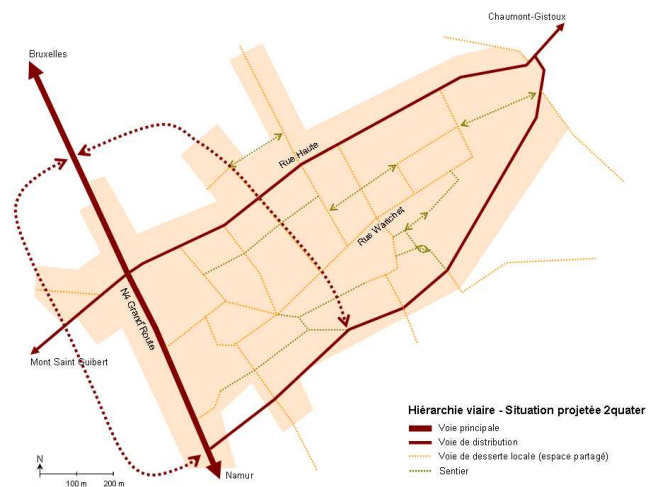 Chaumont-Gistoux
Bruxelles
Rue Haute
Rue Warichet
N4 Grand'Route
Mont Saint Guibert
Namur
N
100 m 200 m
Hiérarchie viaire - Situation projetée 2quater
Voie principale
Voie de distribution
Voie de desserte locale (espace partagé)
Sentier